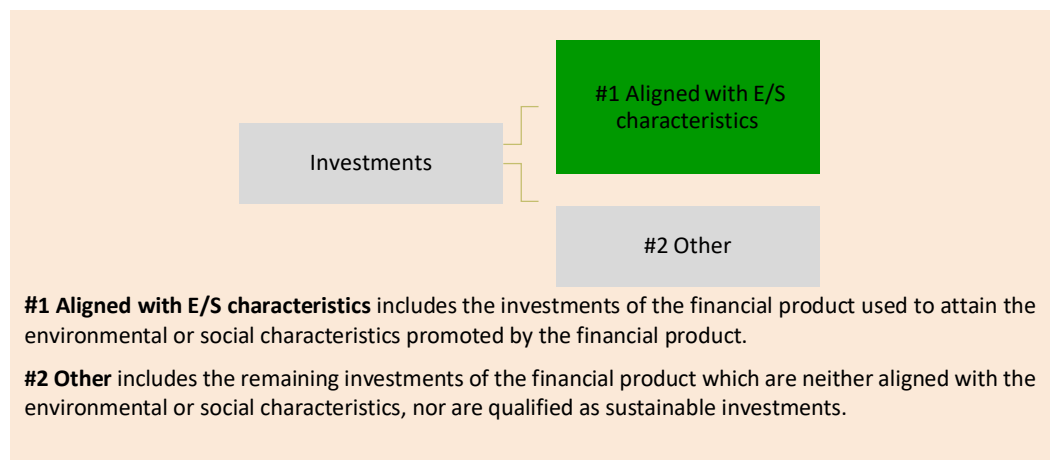 #1 Aligned with E/S
characteristics
Investments
#2 Other
#1 Aligned with E/S characteristics includes the investments of the financial product used to attain the
environmental or social characteristics promoted by the financial product.
#2 Other includes the remaining investments of the financial product which are neither aligned with the
environmental or social characteristics, nor are qualified as sustainable investments.